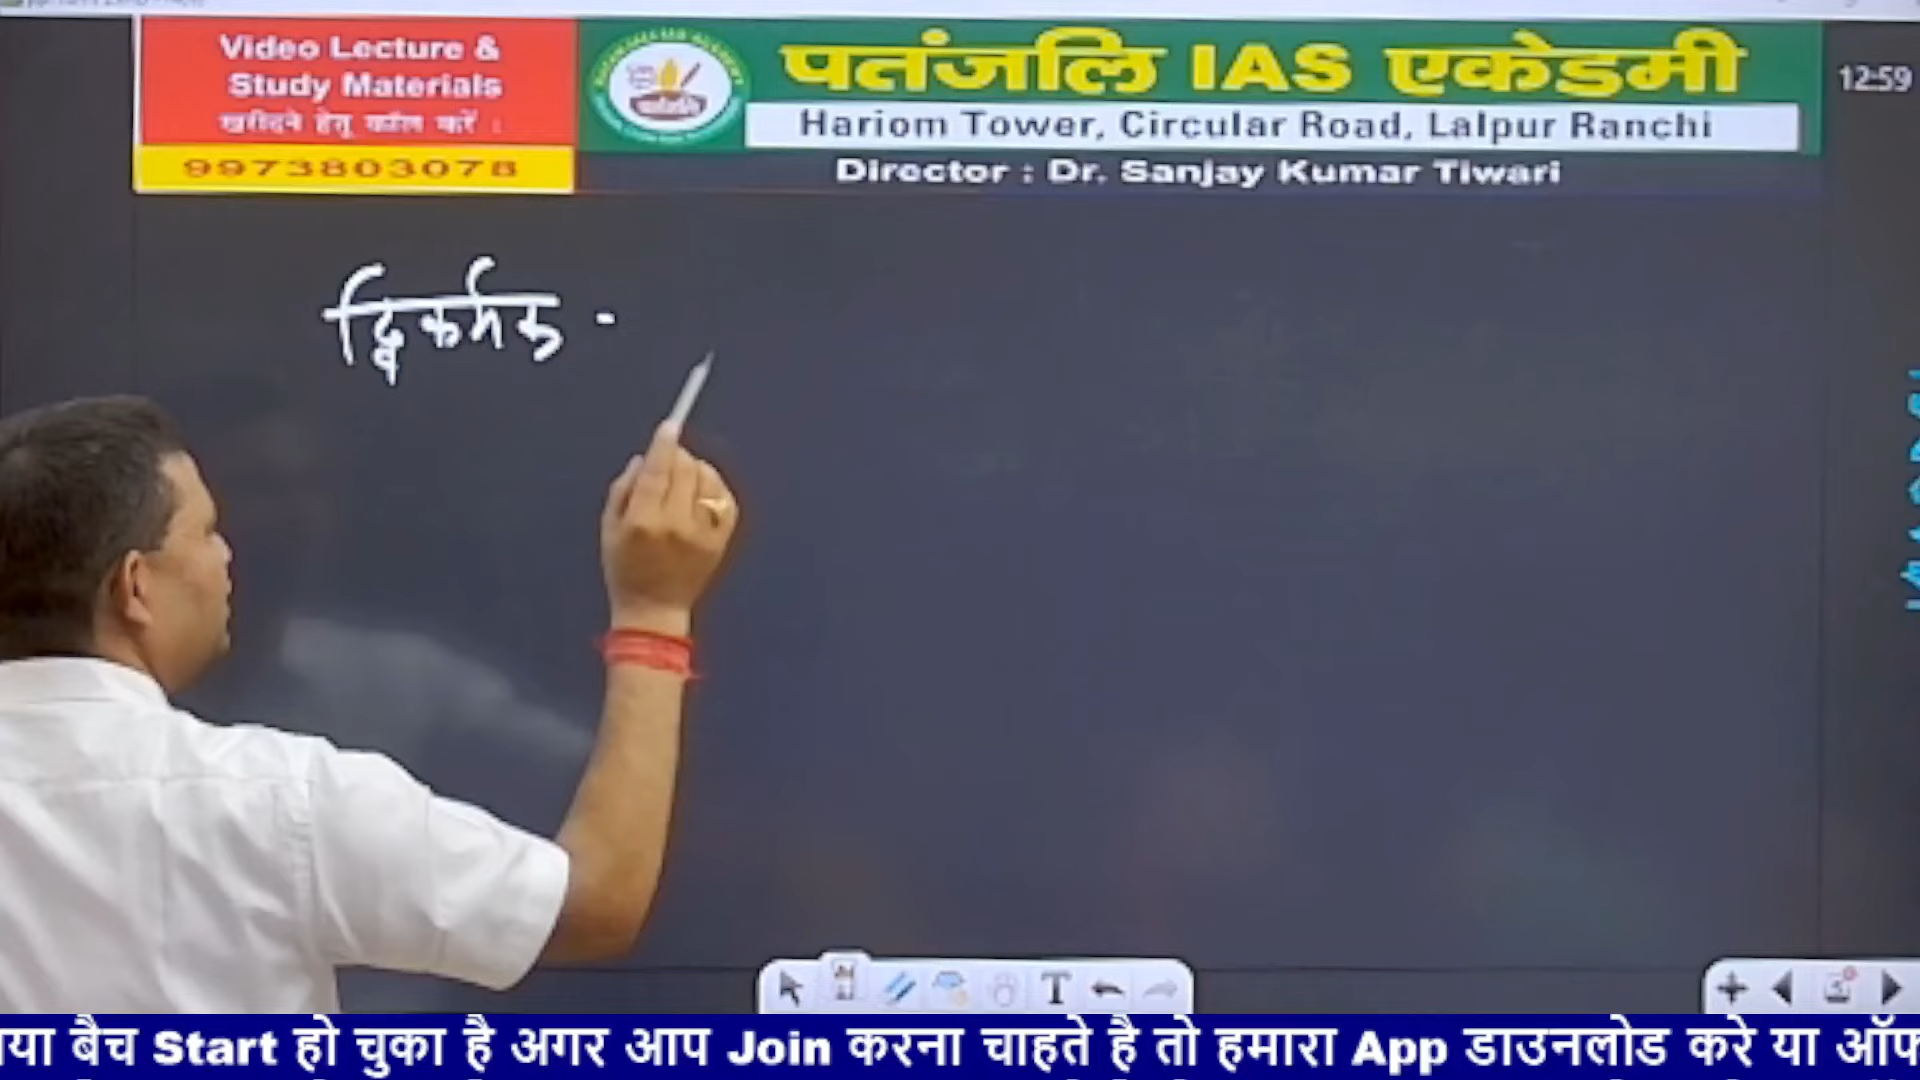 Video Lecture &
Study Materials
खरीदने हेतू कॉल करें :
9973803078
पतंजलि IAS एकेडमी
Hariom Tower, Circular Road, Lalpur Ranchi
Director : Dr. Sanjay Kumar Tiwari
12:59
द्विकर्मक -
बैच Start हो चुका है अगर आप Join करना चाहते है तो हमारा App डाउनलोड करे या